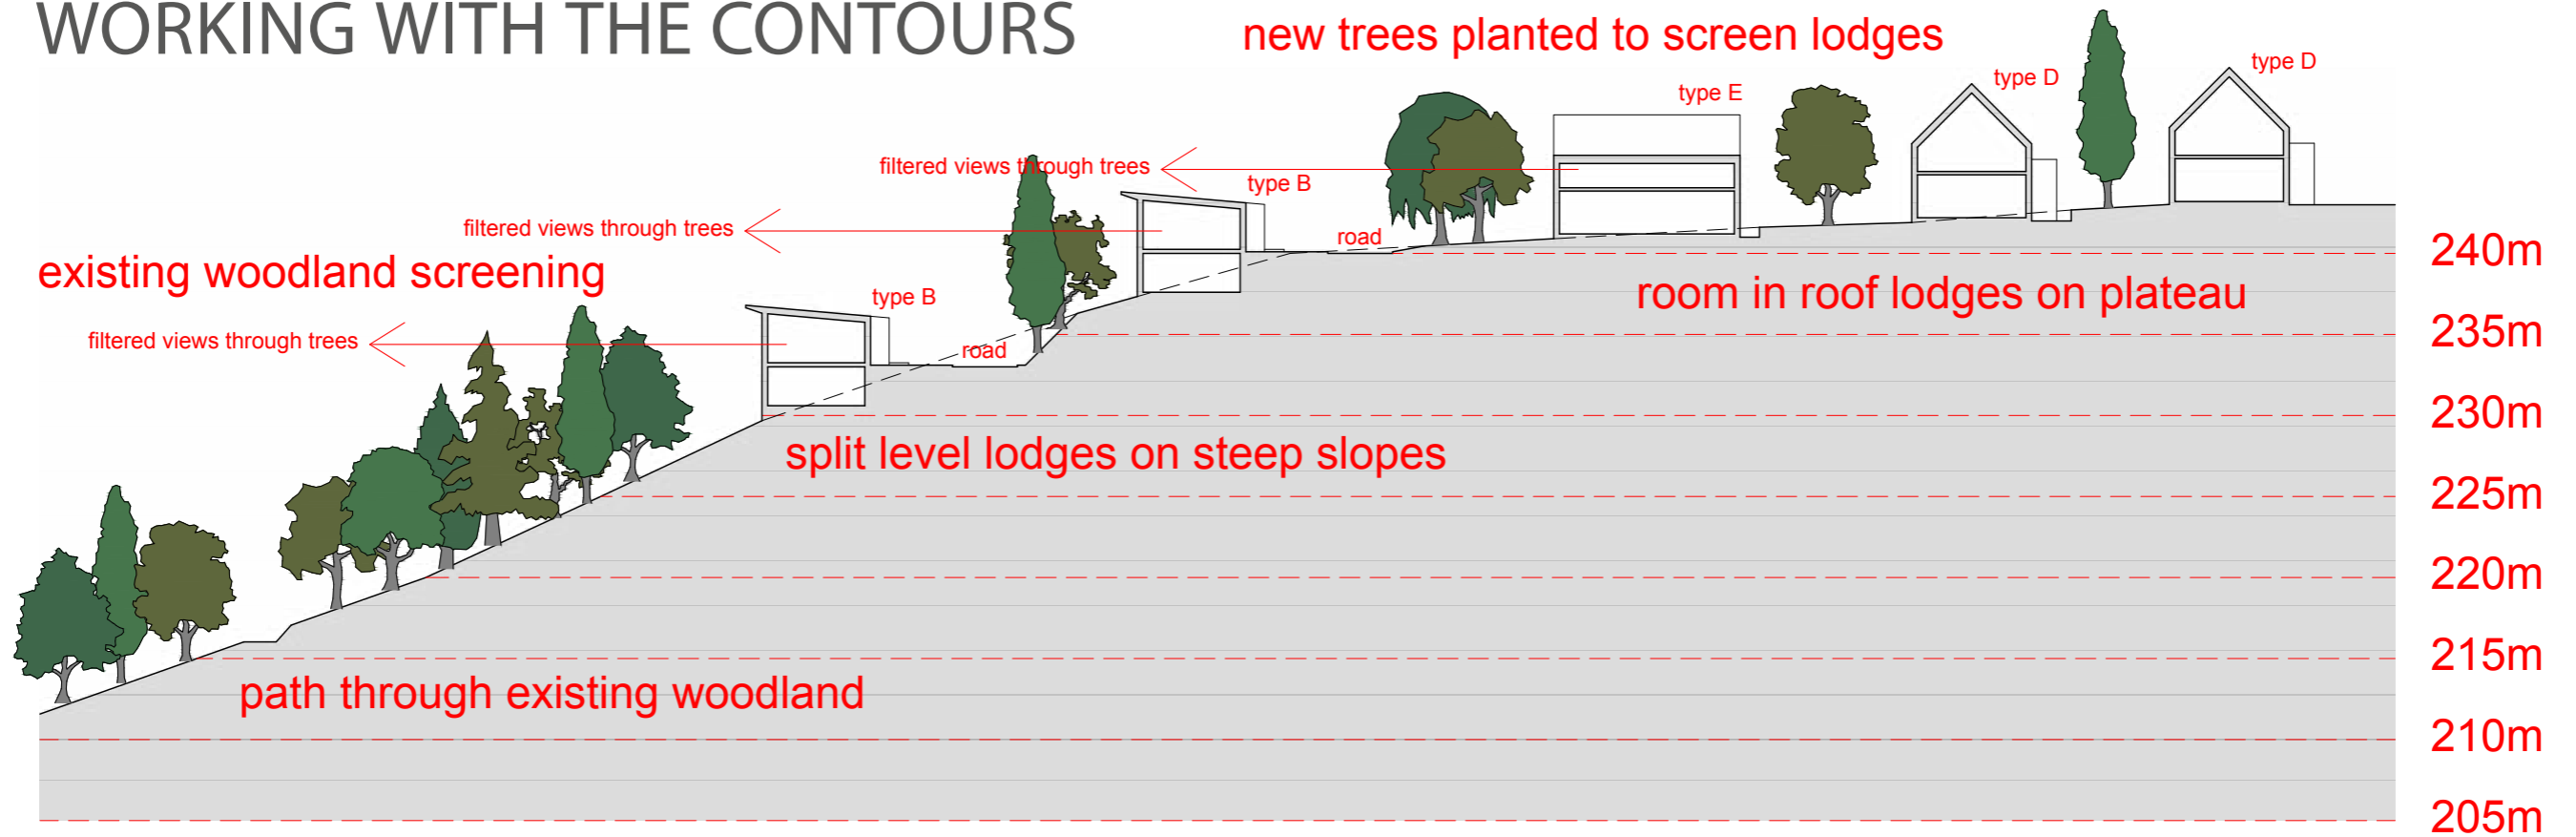 WORKING WITH THE CONTOURS
new trees planted to screen lodges
type D
type D
type E
filtered views through trees
type B
filtered views through trees
road
240m
existing woodland screening
type B
room in roof lodges on plateau
filtered views through trees
road
235m
230m
split level lodges on steep slopes
225m
220m
215m
path through existing woodland
210m
205m